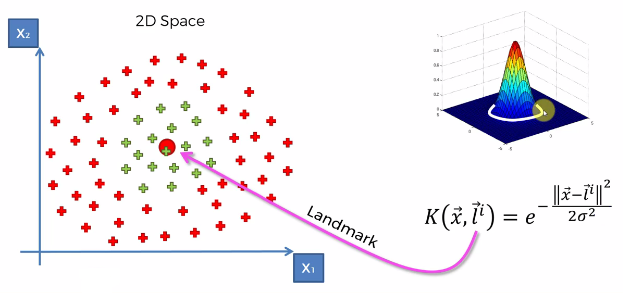 2D Space
X₂
X₁
Landmark
K(x⃗, l⃗ⁱ) = e^(-‖x⃗-l⃗ⁱ‖²/2σ²)